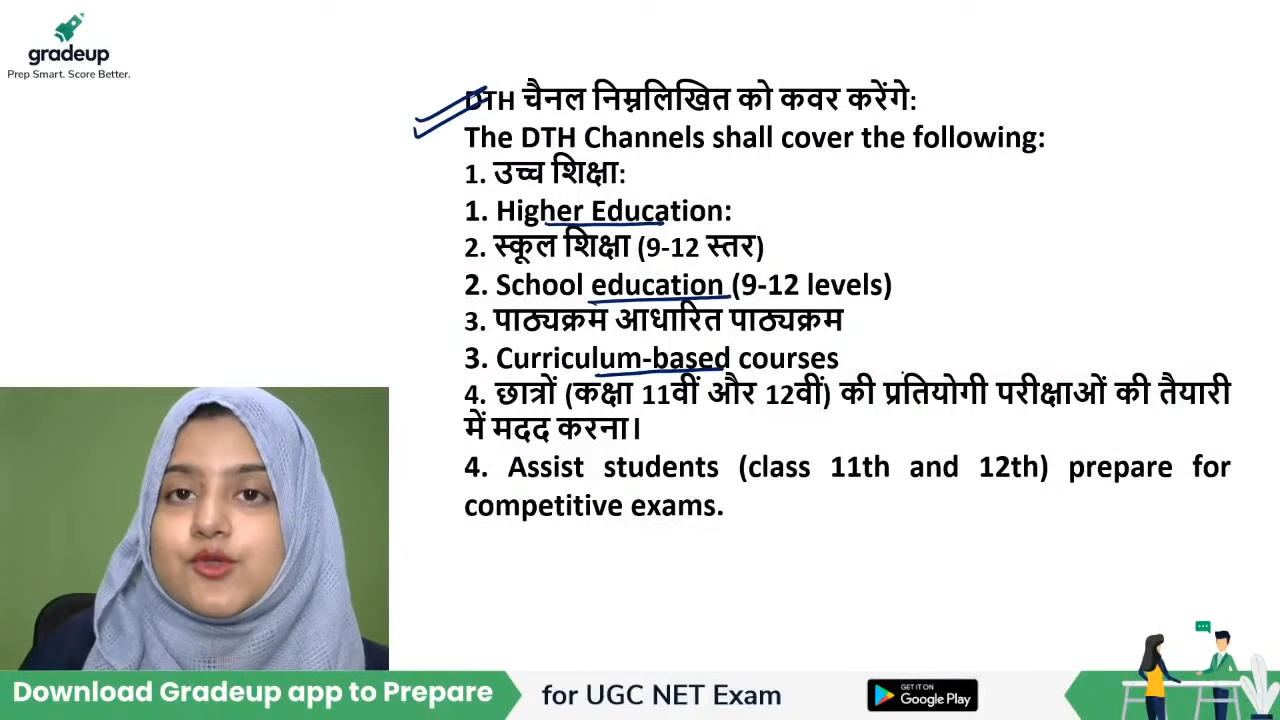 gradeup
Prep Smart. Score Better.
DTH चैनल निम्नलिखित को कवर करेंगे:
The DTH Channels shall cover the following:
1. उच्च शिक्षा:
1. Higher Education:
2. स्कूल शिक्षा (9-12 स्तर)
2. School education (9-12 levels)
3. पाठ्यक्रम आधारित पाठ्यक्रम
3. Curriculum-based courses
4. छात्रों (कक्षा 11वीं और 12वीं) की प्रतियोगी परीक्षाओं की तैयारी
में मदद करना।
4. Assist students (class 11th and 12th) prepare for
competitive exams.
Download Gradeup app to Prepare
for UGC NET Exam
GET IT ON
Google Play